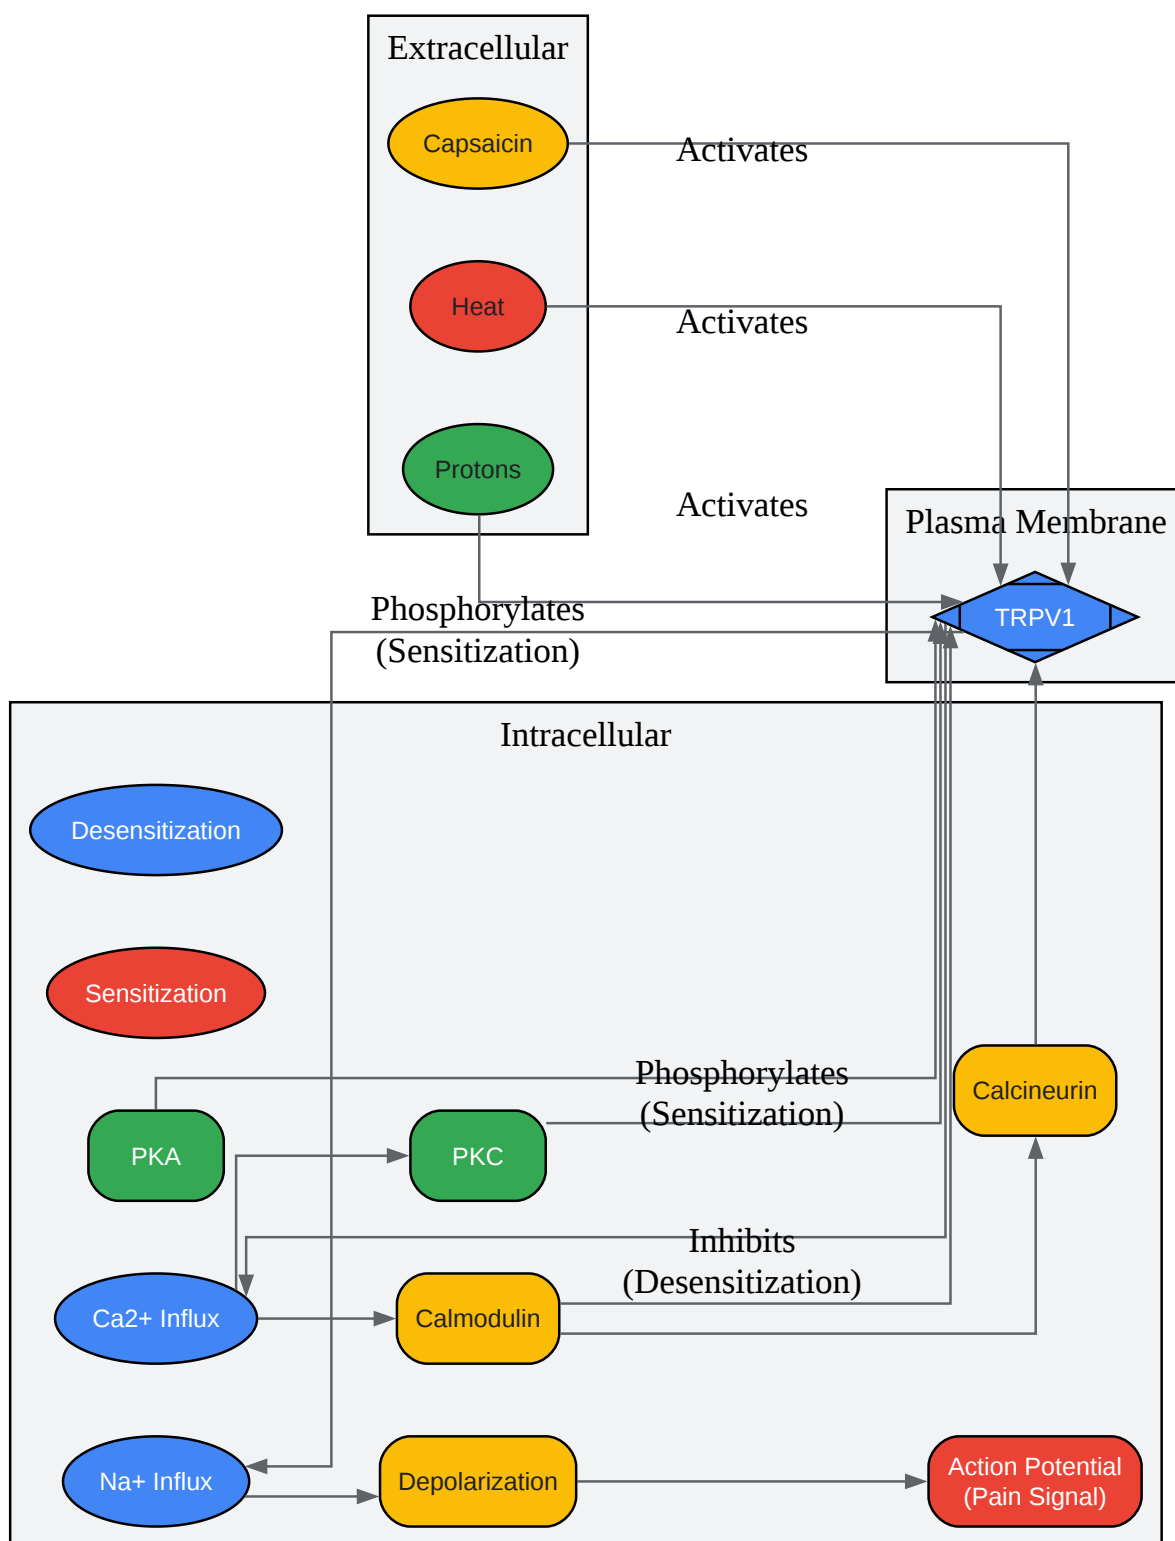 Extracellular
Capsaicin
Activates
Heat
Activates
Protons
Activates
Plasma Membrane
TRPV1
Phosphorylates
(Sensitization)
Intracellular
Desensitization
Sensitization
Phosphorylates
(Sensitization)
Calcineurin
PKA
PKC
Inhibits
(Desensitization)
Ca2+ Influx
Calmodulin
Na+ Influx
Depolarization
Action Potential
(Pain Signal)